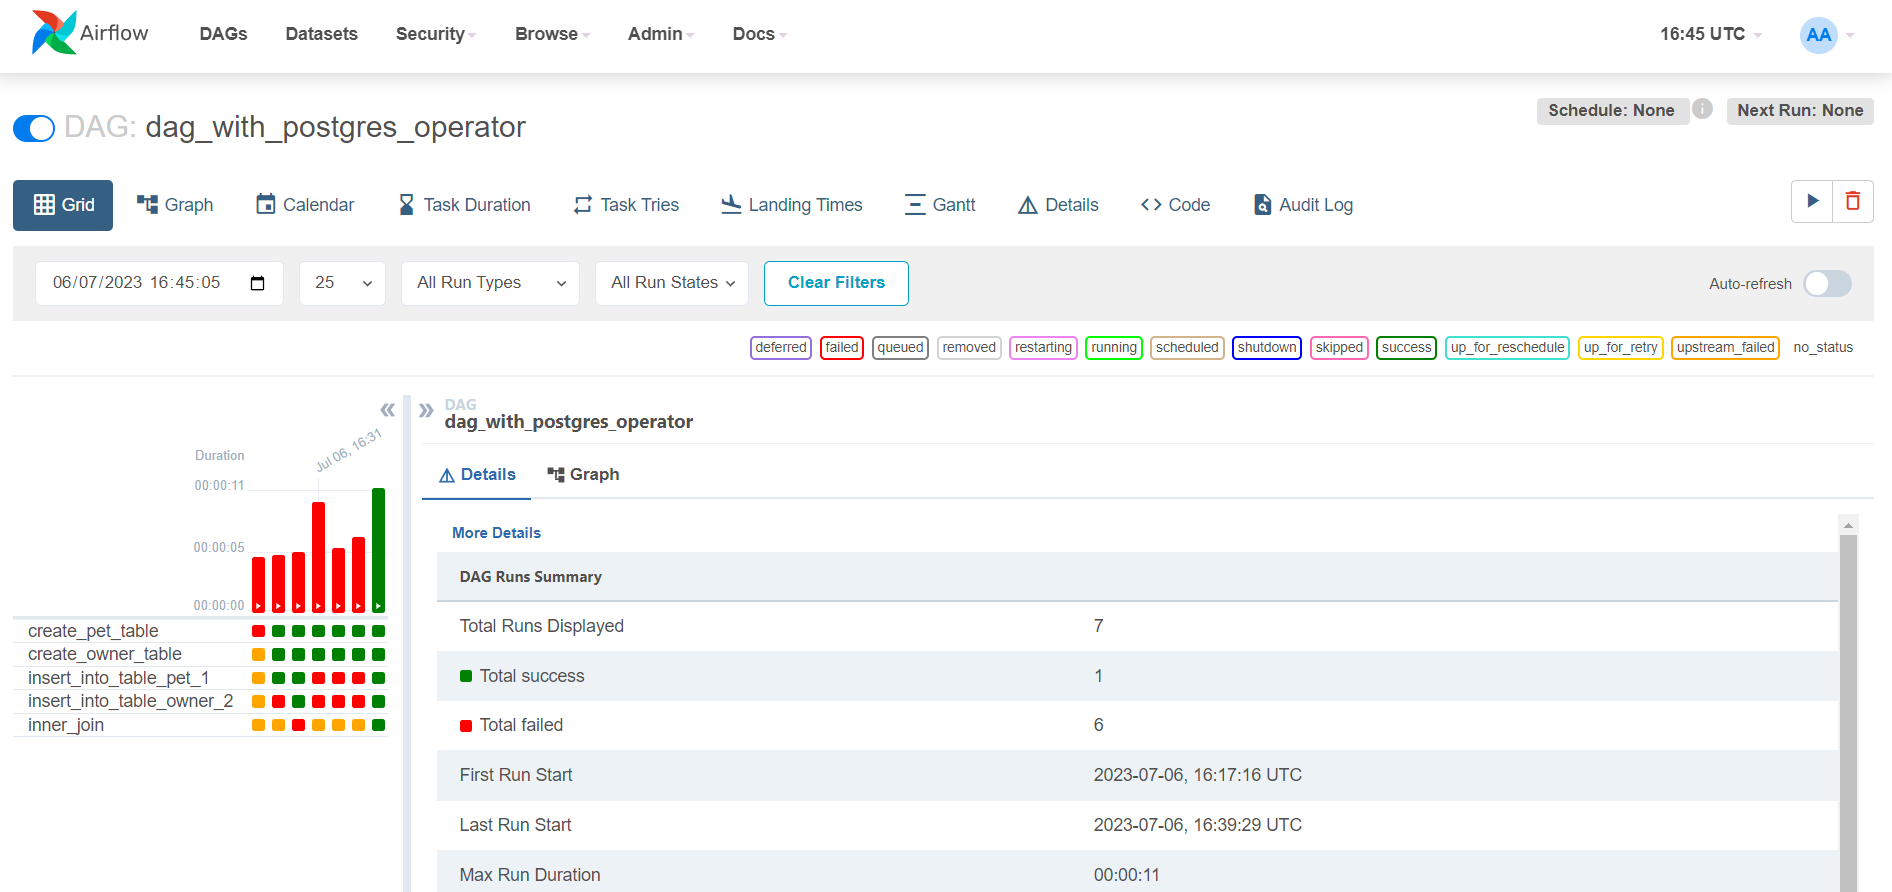 Airflow DAGs Datasets Security Browse Admin Docs 16:45 UTC AA
Schedule: None i Next Run: None
DAG: dag_with_postgres_operator
Grid Graph Calendar Task Duration Task Tries Landing Times Gantt Details Code Audit Log
06/07/2023 16:45:05 25 All Run Types All Run States Clear Filters Auto-refresh
deferred failed queued removed restarting running scheduled shutdown skipped success up_for_reschedule up_for_retry upstream_failed no_status
Duration
Jul 06, 16:31
00:00:11
00:00:05
00:00:00
create_pet_table
create_owner_table
insert_into_table_pet_1
insert_into_table_owner_2
inner_join
DAG
dag_with_postgres_operator
Details Graph
More Details
DAG Runs Summary
Total Runs Displayed 7
Total success 1
Total failed 6
First Run Start 2023-07-06, 16:17:16 UTC
Last Run Start 2023-07-06, 16:39:29 UTC
Max Run Duration 00:00:11